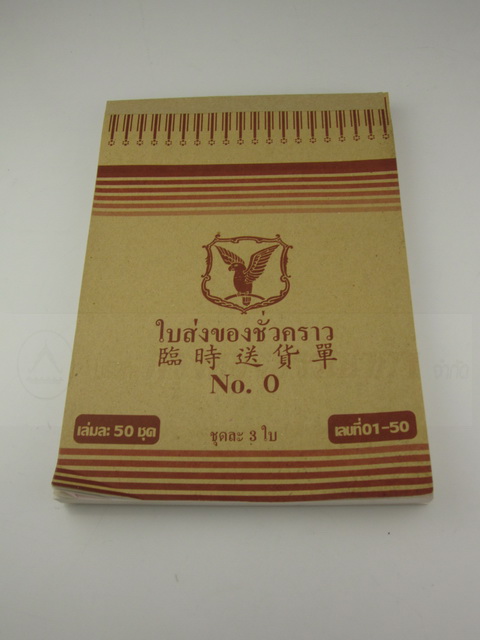 ใบส่งของชั่วคราว
臨時送貨單
No. 0
เล่มละ 50 ชุด
ชุดละ 3 ใบ
เลขที่01-50